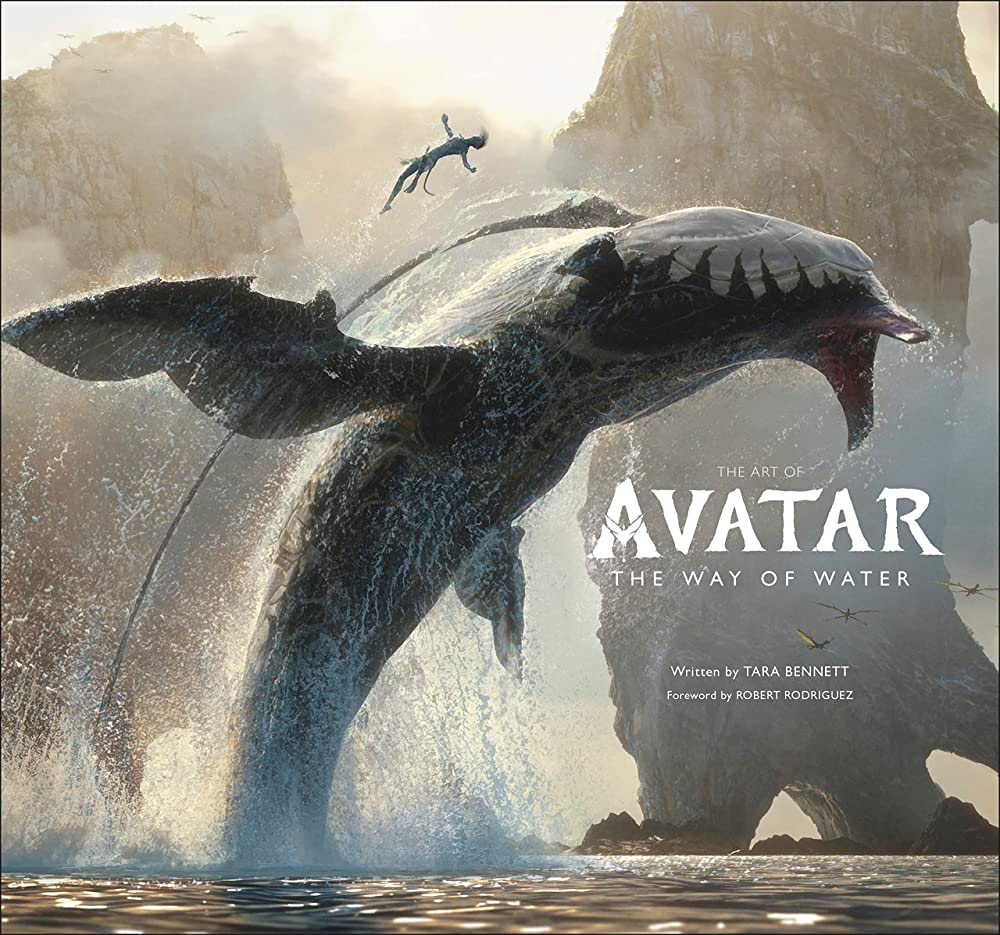 THE ART OF
AVATAR
THE WAY OF WATER
Written by TARA BENNETT
Foreword by ROBERT RODRIGUEZ